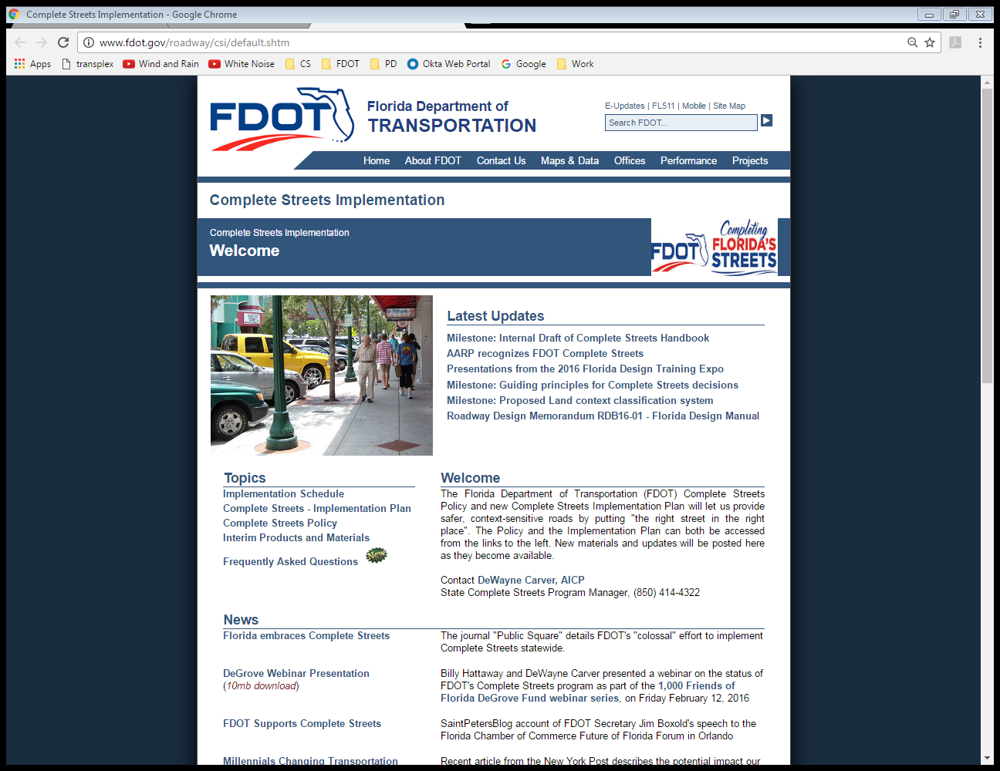 Complete Streets Implementation - Google Chrome
www.fdot.gov/roadway/csi/default.shtm
Apps transplex Wind and Rain White Noise CS FDOT PD Okta Web Portal Google Work
FDOT
Florida Department of
TRANSPORTATION
E-Updates | FL511 | Mobile | Site Map
Search FDOT...
Home About FDOT Contact Us Maps & Data Offices Performance Projects
Complete Streets Implementation
Complete Streets Implementation
Welcome
FDOT
Completing
FLORIDA'S
STREETS
Latest Updates
Milestone: Internal Draft of Complete Streets Handbook
AARP recognizes FDOT Complete Streets
Presentations from the 2016 Florida Design Training Expo
Milestone: Guiding principles for Complete Streets decisions
Milestone: Proposed Land context classification system
Roadway Design Memorandum RDB16-01 - Florida Design Manual
Topics
Implementation Schedule
Complete Streets - Implementation Plan
Complete Streets Policy
Interim Products and Materials
Frequently Asked Questions New
Welcome
The Florida Department of Transportation (FDOT) Complete Streets
Policy and new Complete Streets Implementation Plan will let us provide
safer, context-sensitive roads by putting "the right street in the right
place". The Policy and the Implementation Plan can both be accessed
from the links to the left. New materials and updates will be posted here
as they become available.
Contact DeWayne Carver, AICP
State Complete Streets Program Manager, (850) 414-4322
News
Florida embraces Complete Streets
The journal "Public Square" details FDOT's "colossal" effort to implement
Complete Streets statewide.
DeGrove Webinar Presentation
(10mb download)
Billy Hattaway and DeWayne Carver presented a webinar on the status of
FDOT's Complete Streets program as part of the 1,000 Friends of
Florida DeGrove Fund webinar series, on Friday February 12, 2016
FDOT Supports Complete Streets
SaintPetersBlog account of FDOT Secretary Jim Boxold's speech to the
Florida Chamber of Commerce Future of Florida Forum in Orlando
Millennials Changing Transportation
Recent article from the New York Post describes the potential impact our